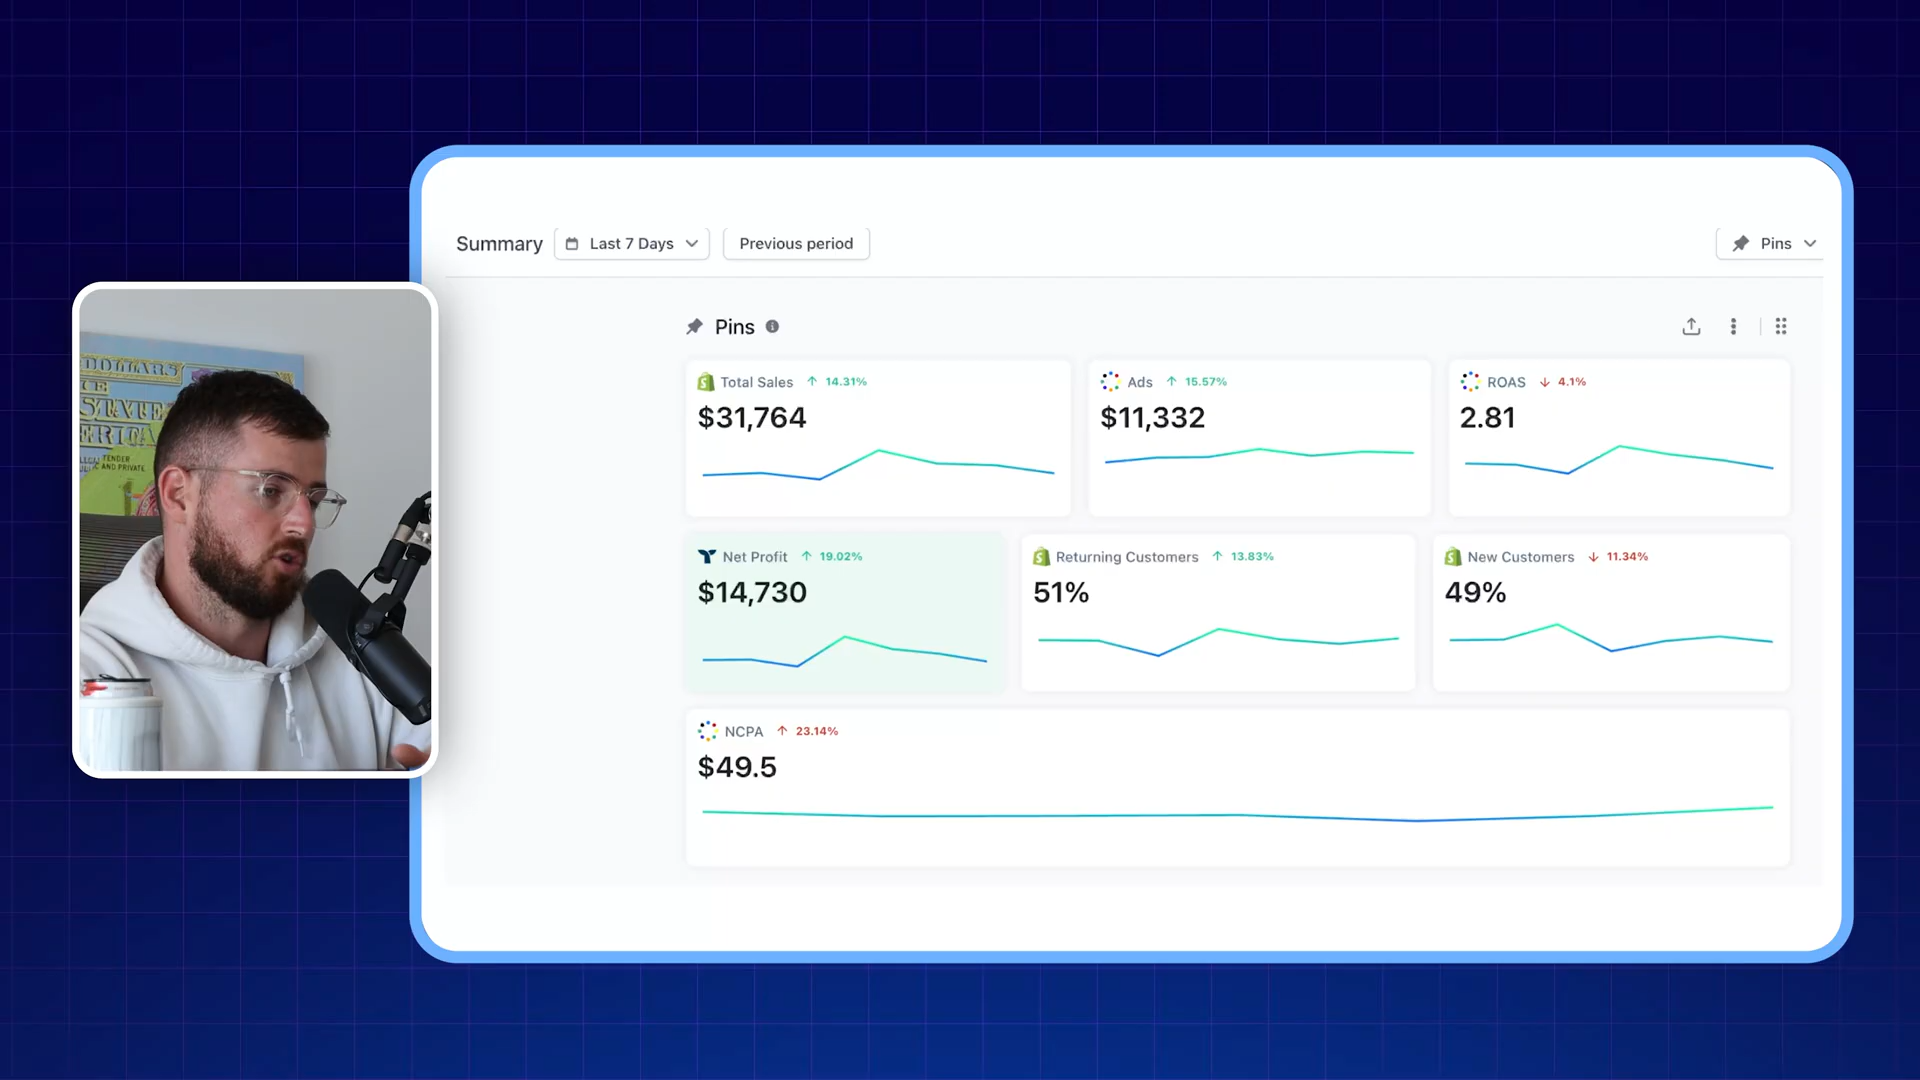 Summary
Last 7 Days
Previous period
Pins
Pins
Total Sales ↑ 14.31%
$31,764
Ads ↑ 15.57%
$11,332
ROAS ↓ 4.1%
2.81
Net Profit ↑ 19.02%
$14,730
Returning Customers ↑ 13.83%
51%
New Customers ↓ 11.34%
49%
NCPA ↑ 23.14%
$49.5
DOLLARS
STATE
TENDER
AND PRIVATE